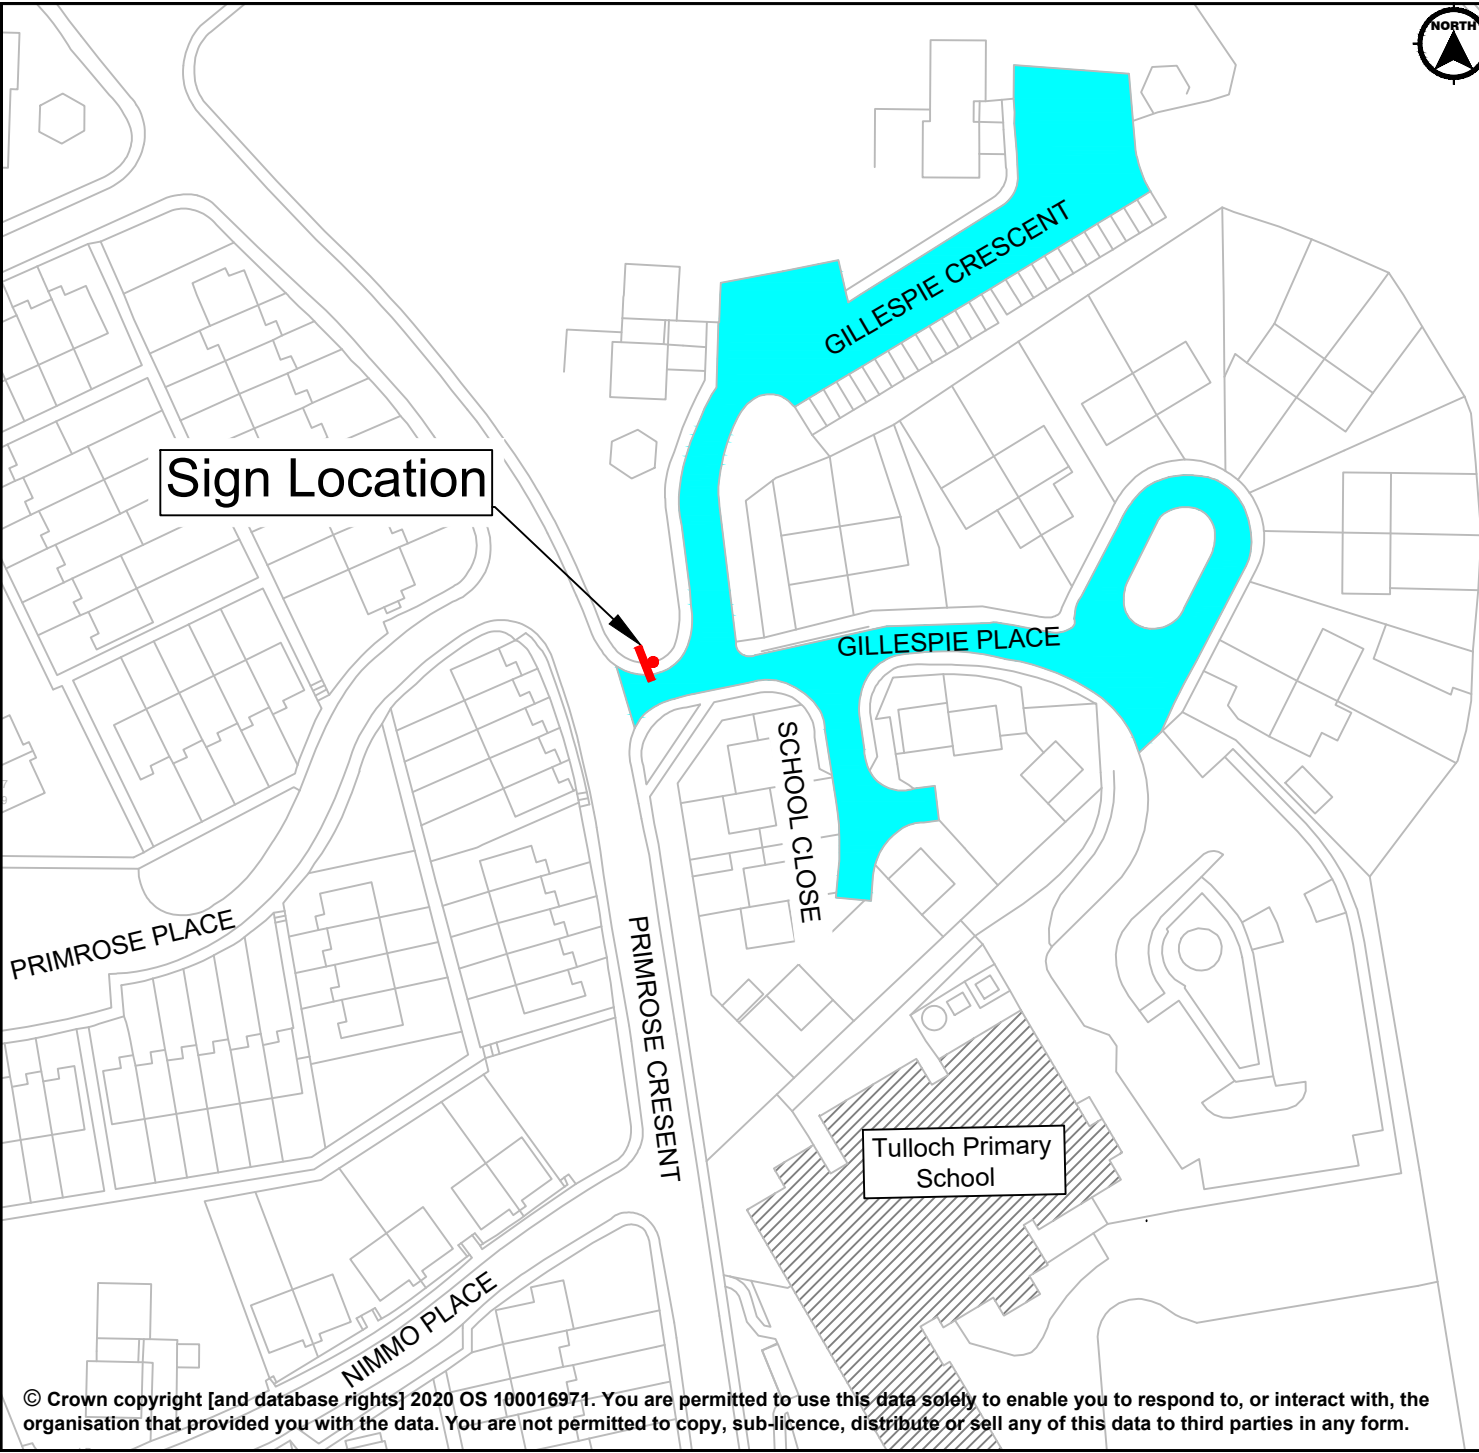 NORTH
GILLESPIE CRESCENT
Sign Location
GILLESPIE PLACE
SCHOOL CLOSE
PRIMROSE PLACE
PRIMROSE CRESENT
Tulloch Primary
School
NIMMO PLACE
© Crown copyright [and database rights] 2020 OS 100016971. You are permitted to use this data solely to enable you to respond to, or interact with, the
organisation that provided you with the data. You are not permitted to copy, sub-licence, distribute or sell any of this data to third parties in any form.